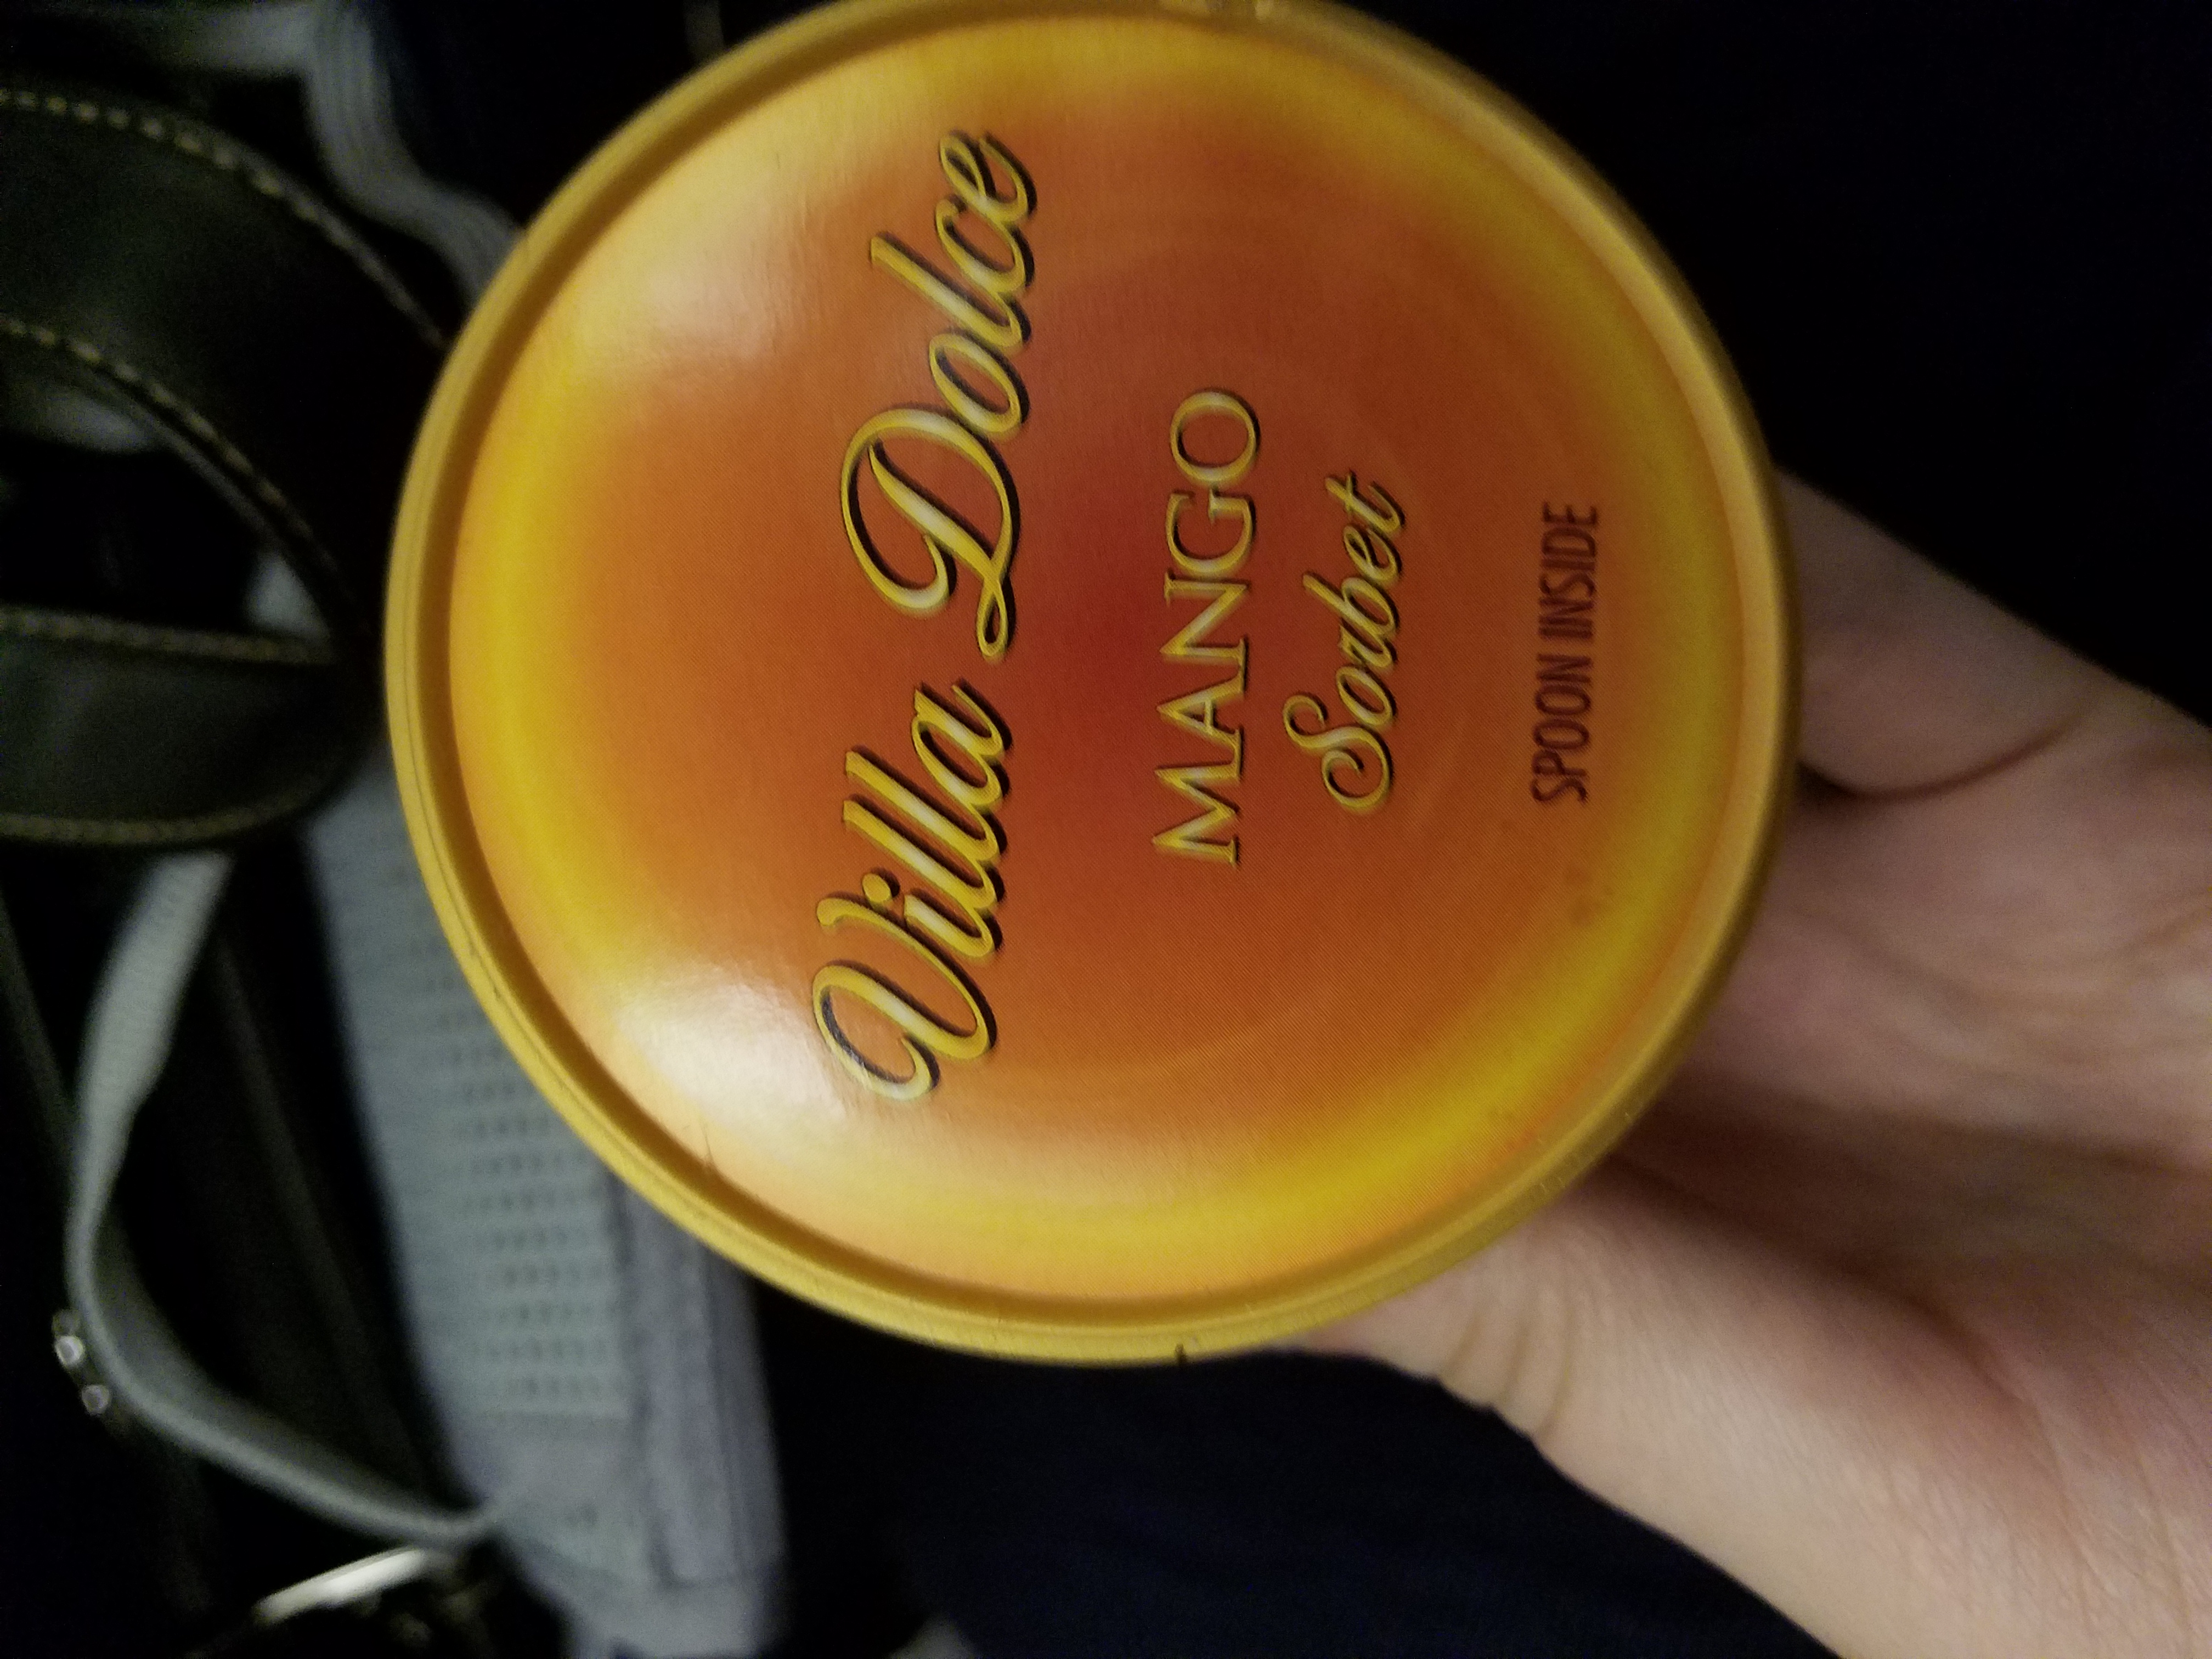 Villa Dolce
MANGO
Sorbet
SPOON INSIDE